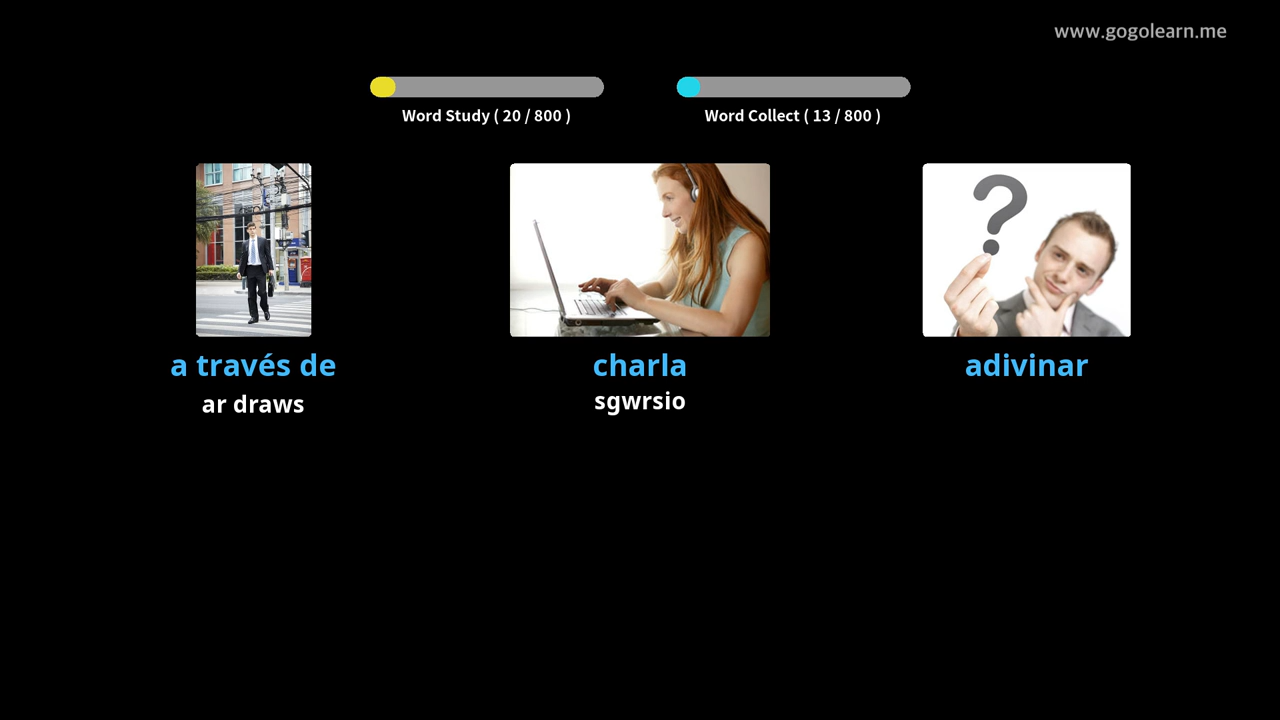 www.gogolearn.me
Word Study ( 20 / 800 )
Word Collect ( 13 / 800 )
a través de
ar draws
charla
sgwrsio
adivinar